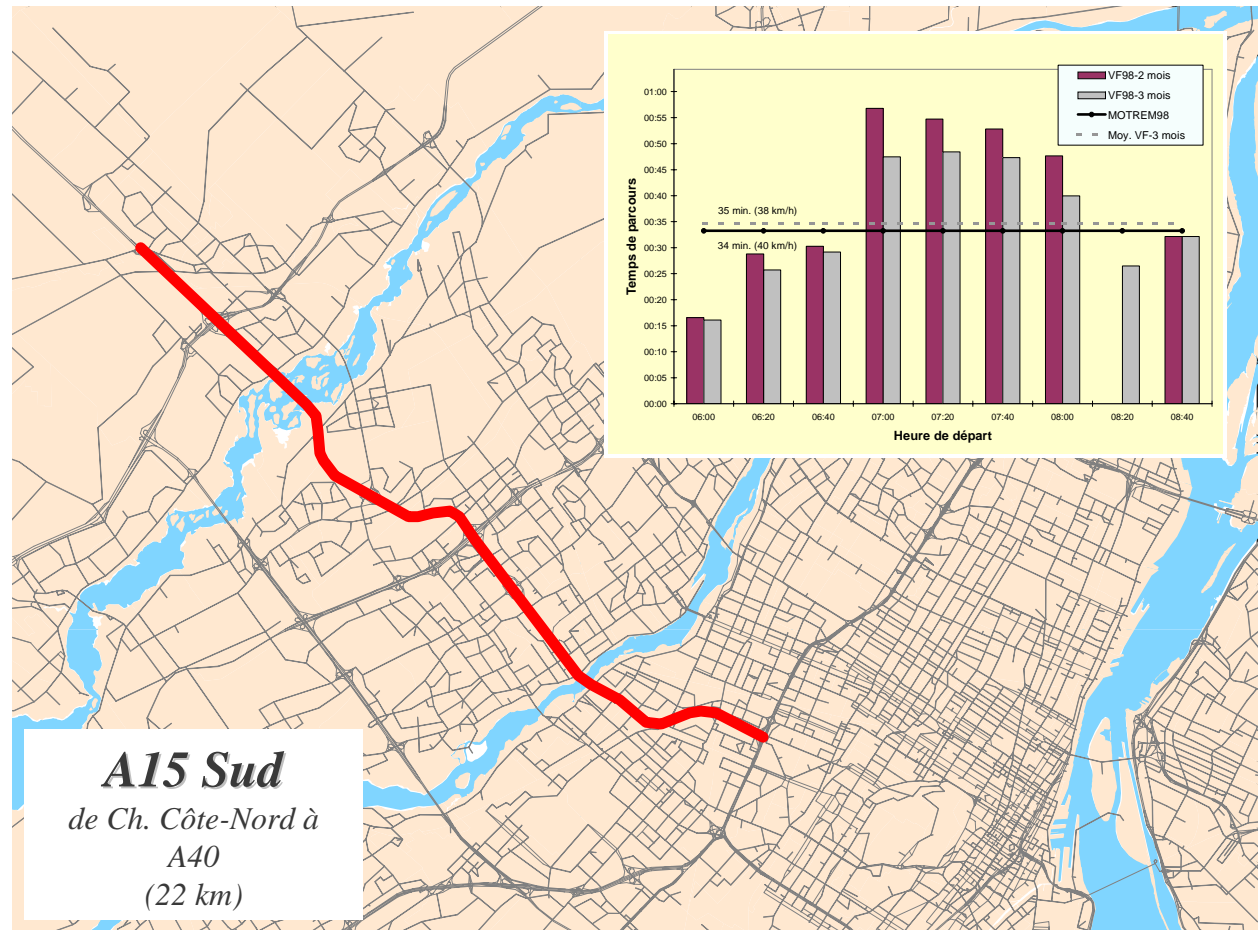 VF98-2 mois
VF98-3 mois
MOTREM98
Moy. VF-3 mois
Temps de parcours
01:00
00:55
00:50
00:45
00:40
00:35
00:30
00:25
00:20
00:15
00:10
00:05
00:00
35 min. (38 km/h)
34 min. (40 km/h)
06:00 06:20 06:40 07:00 07:20 07:40 08:00 08:20 08:40
Heure de départ
A15 Sud
de Ch. Côte-Nord à
A40
(22 km)